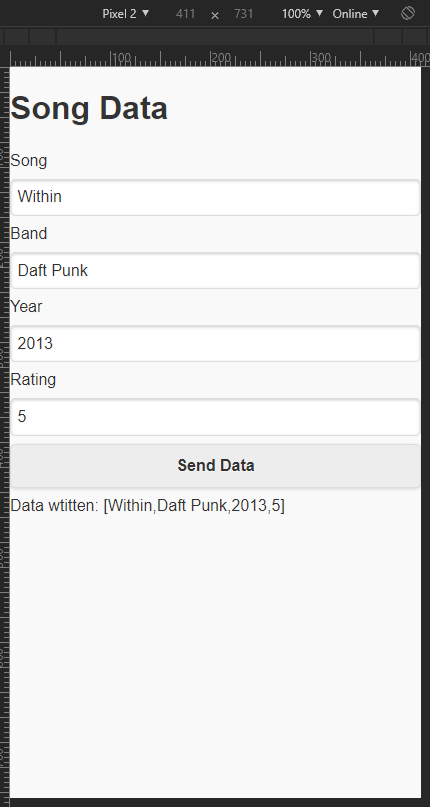 Pixel 2 ▼ 411 × 731 100% ▼ Online ▼
100 200 300 400
Song Data
Song
Within
Band
Daft Punk
Year
2013
Rating
5
Send Data
Data wtitten: [Within,Daft Punk,2013,5]